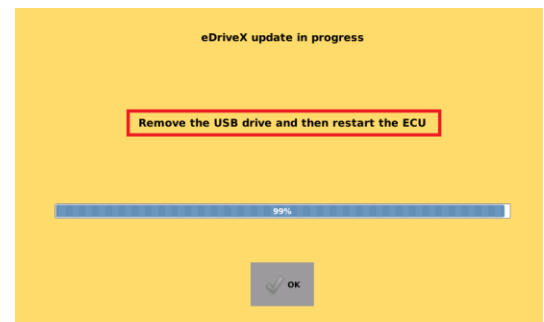 eDriveX update in progress
Remove the USB drive and then restart the ECU
99%
OK